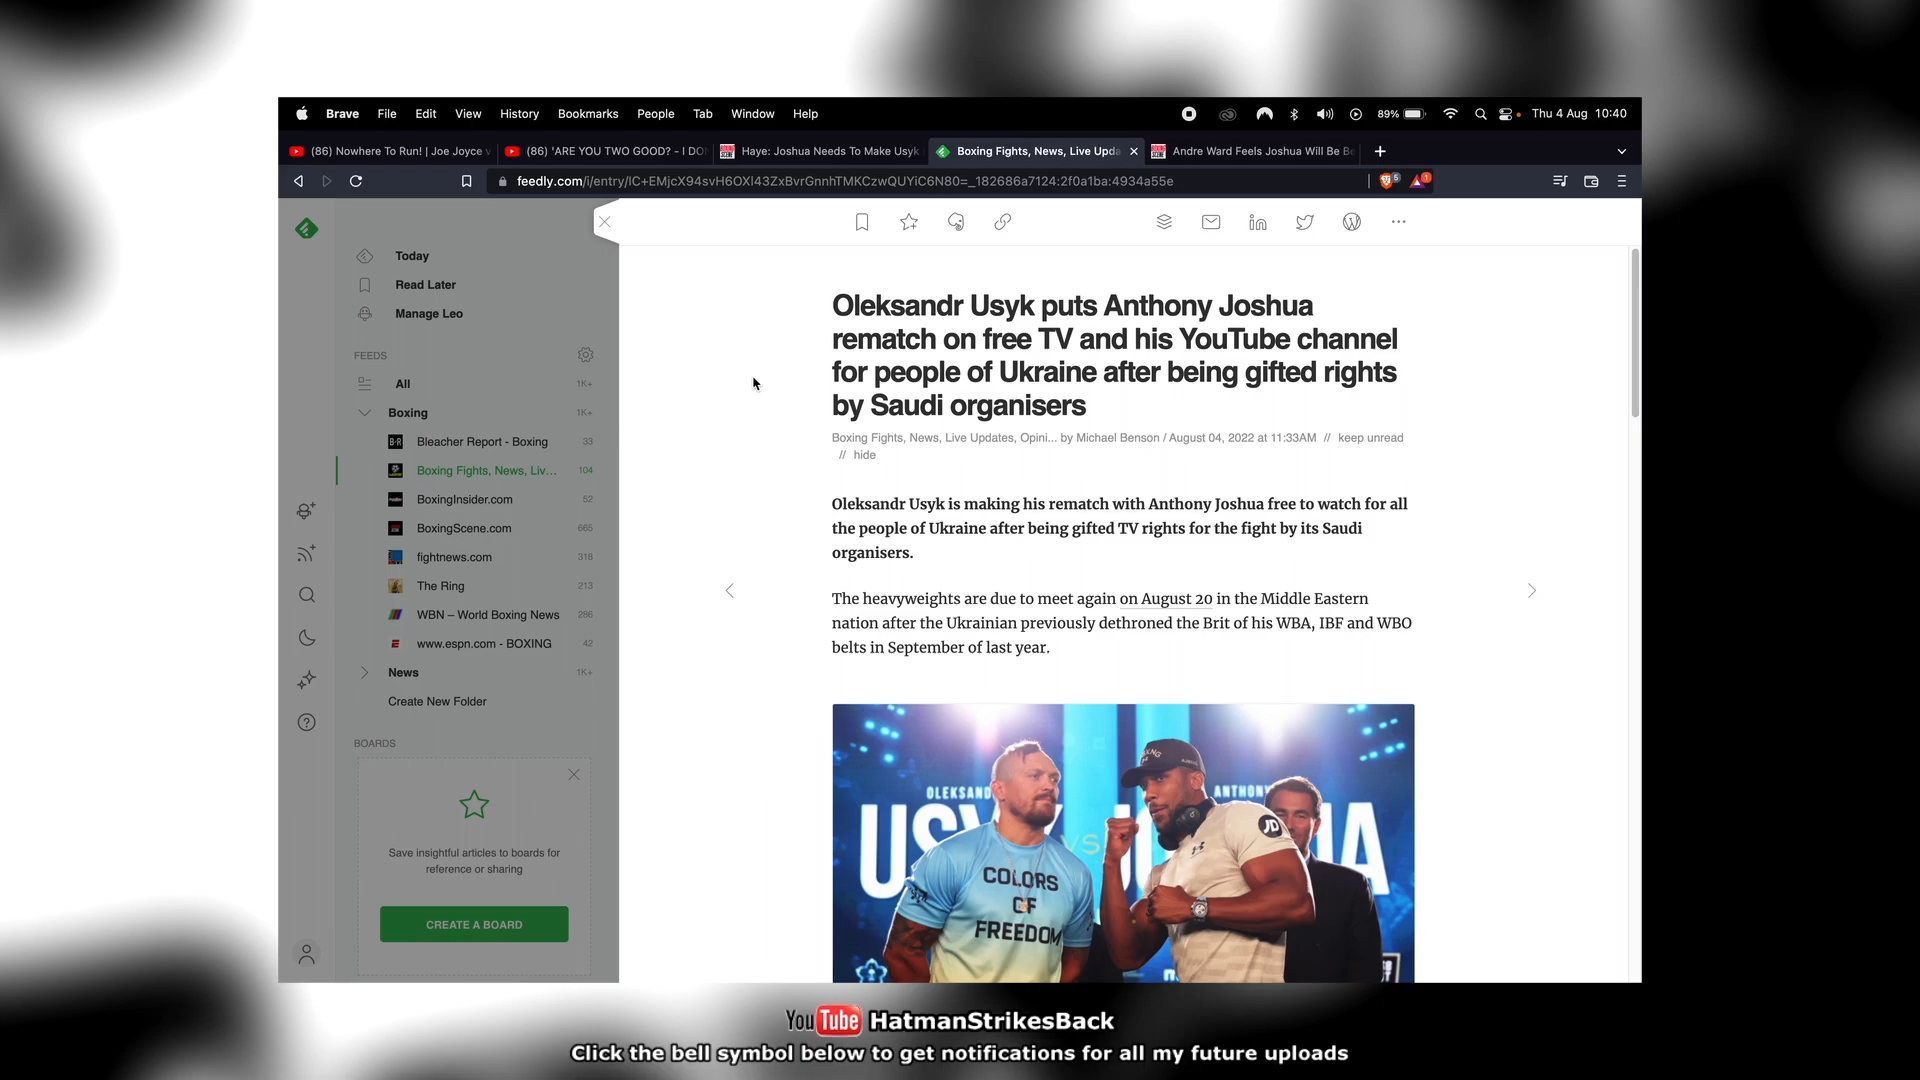 Brave File Edit View History Bookmarks People Tab Window Help 89% Thu 4 Aug 10:40
(86) Nowhere To Run! | Joe Joyce v (86) 'ARE YOU TWO GOOD? - I DO Haye: Joshua Needs To Make Usyk Boxing Fights, News, Live Upda Andre Ward Feels Joshua Will Be Be
feedly.com/i/entry/IC+EMjcX94svH6OXl43ZxBvrGnnhTMKCzwQUYiC6N80=_182686a7124:2f0a1ba:4934a55e 5 1
Today
Read Later
Manage Leo
FEEDS
All 1K+
Boxing 1K+
Bleacher Report - Boxing 33
Boxing Fights, News, Liv... 104
BoxingInsider.com 52
BoxingScene.com 665
fightnews.com 318
The Ring 213
WBN – World Boxing News 286
www.espn.com - BOXING 42
News 1K+
Create New Folder
BOARDS
Save insightful articles to boards for
reference or sharing
CREATE A BOARD
Oleksandr Usyk puts Anthony Joshua
rematch on free TV and his YouTube channel
for people of Ukraine after being gifted rights
by Saudi organisers
Boxing Fights, News, Live Updates, Opini... by Michael Benson / August 04, 2022 at 11:33AM // keep unread
// hide
Oleksandr Usyk is making his rematch with Anthony Joshua free to watch for all
the people of Ukraine after being gifted TV rights for the fight by its Saudi
organisers.
The heavyweights are due to meet again on August 20 in the Middle Eastern
nation after the Ukrainian previously dethroned the Brit of his WBA, IBF and WBO
belts in September of last year.
OLEKSAND ANTHONY
USY VS J UA
JD
COLORS
OF
FREEDOM
YouTube HatmanStrikesBack
Click the bell symbol below to get notifications for all my future uploads